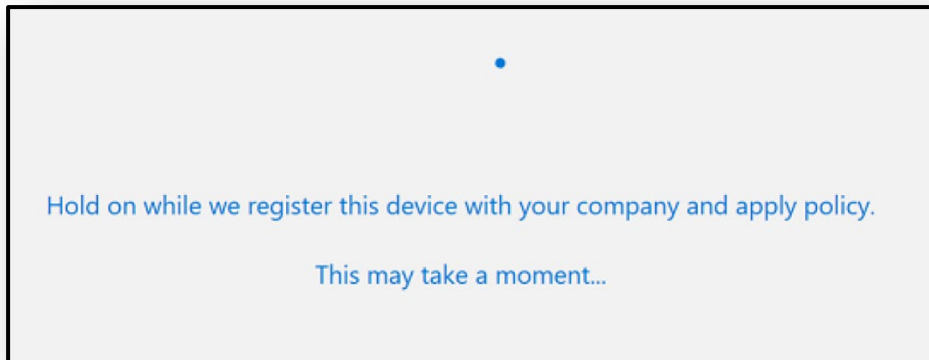 Hold on while we register this device with your company and apply policy.
This may take a moment...